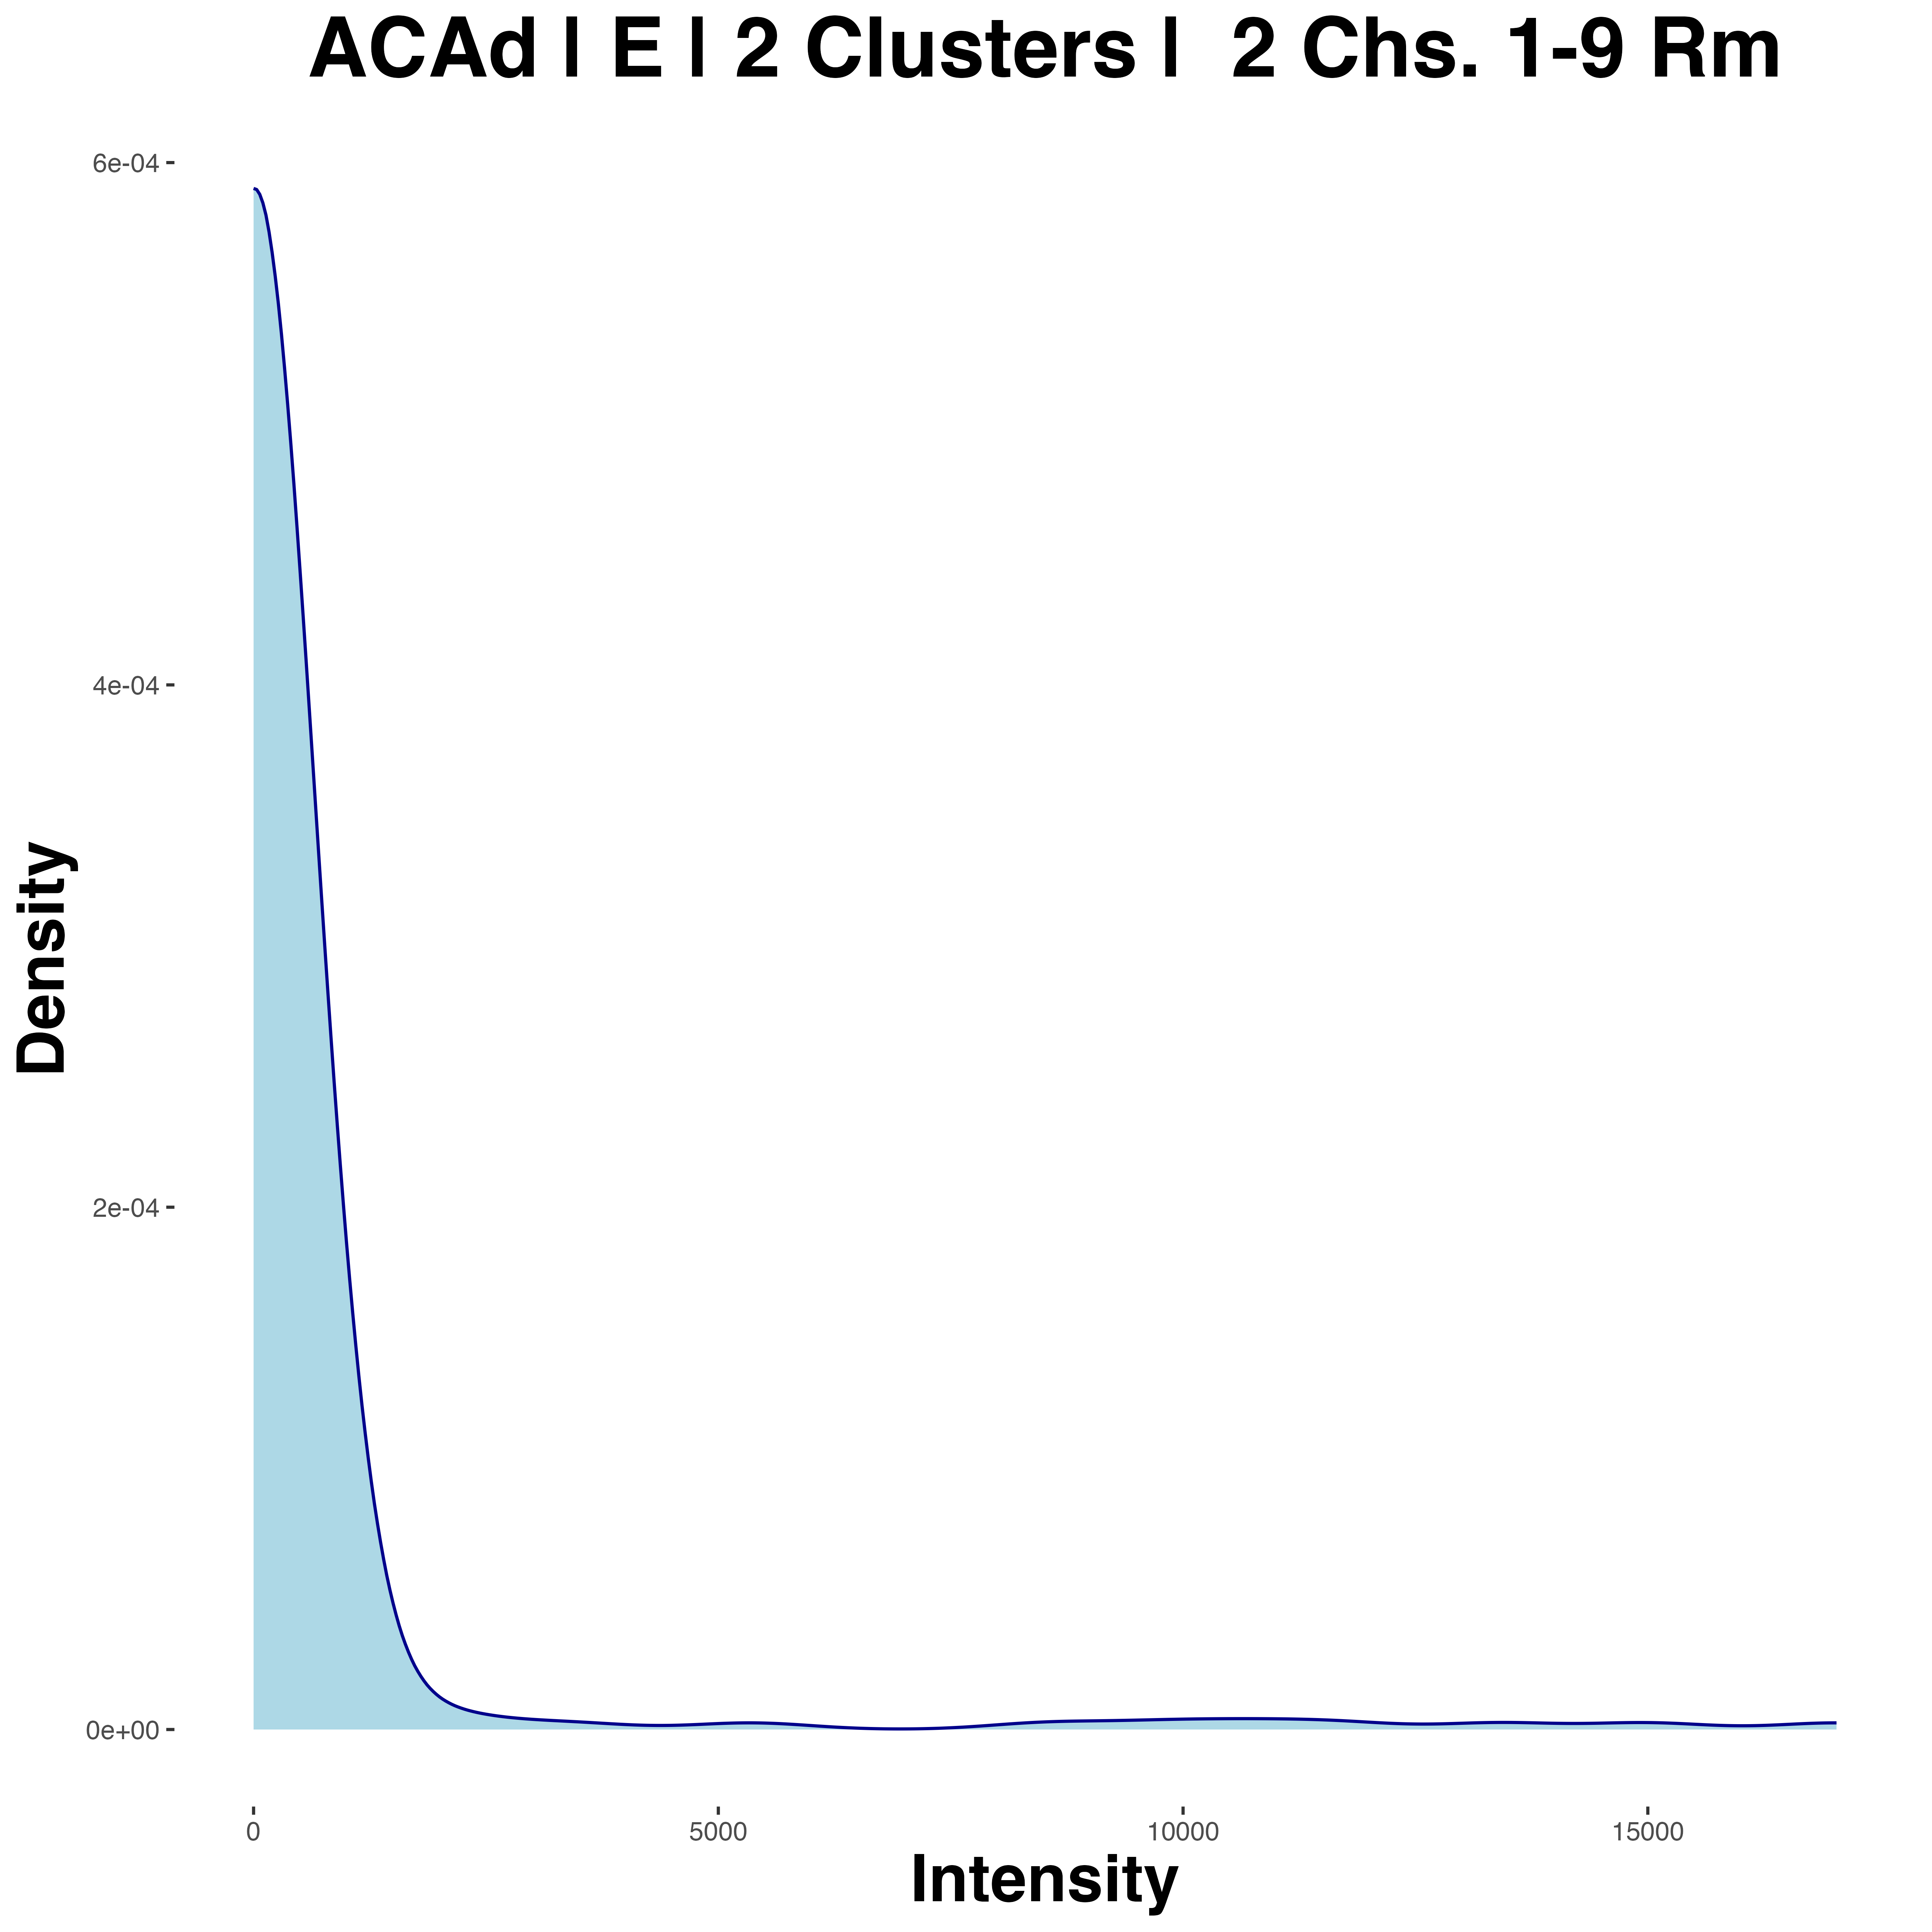 ACAd | E | 2 Clusters |  2 Chs. 1-9 Rm
6e-04
4e-04
2e-04
0e+00
Density
0
5000
10000
15000
Intensity